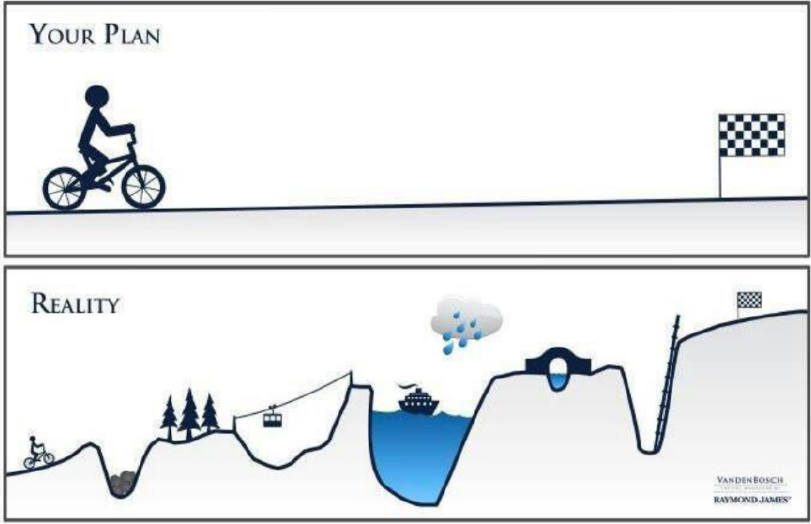 YOUR PLAN
REALITY
VANDENBOSCH
RAYMOND JAMES®